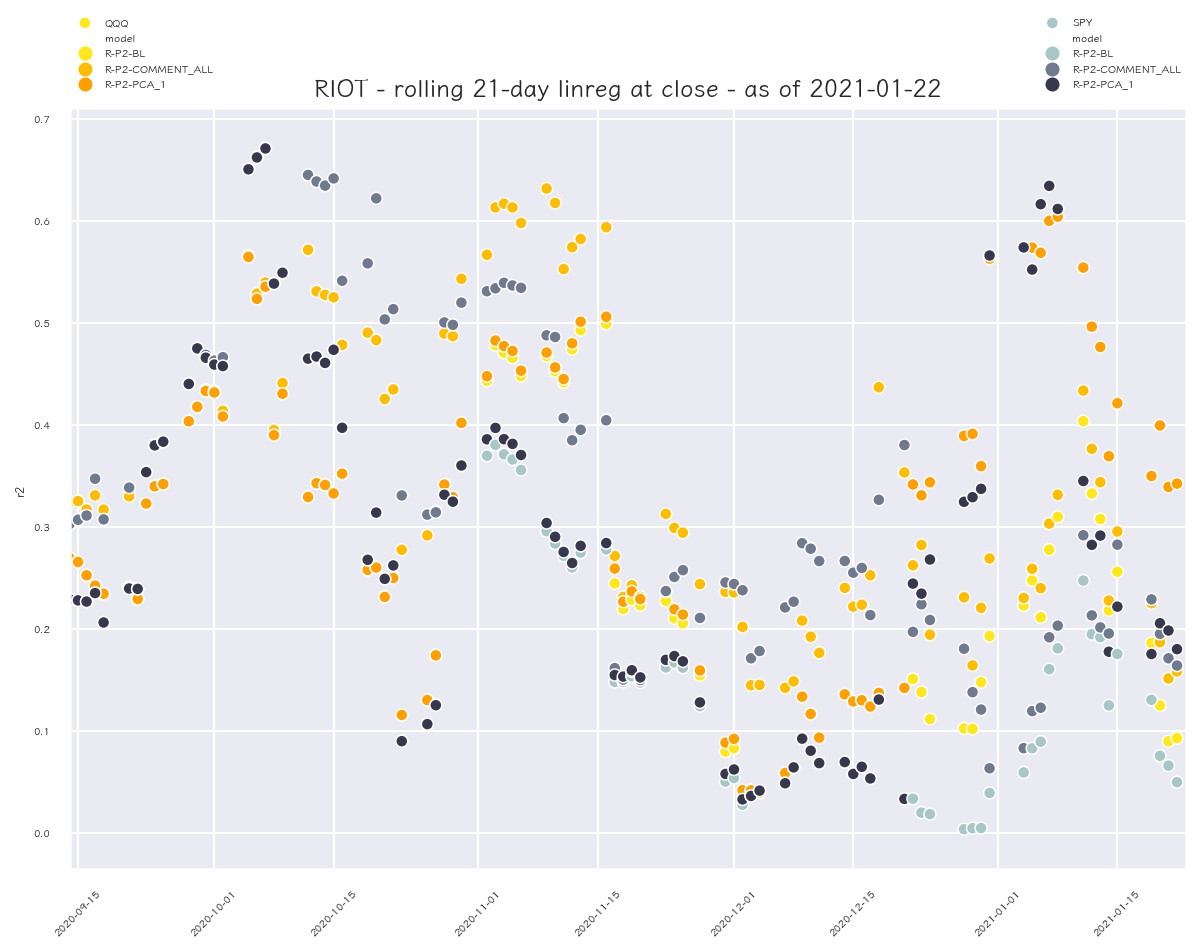 QQQ
model
R-P2-BL
R-P2-COMMENT_ALL
R-P2-PCA_1
SPY
model
R-P2-BL
R-P2-COMMENT_ALL
R-P2-PCA_1
RIOT - rolling 21-day linreg at close - as of 2021-01-22
0.7
0.6
0.5
0.4
r2
0.3
0.2
0.1
0.0
2020-09-15
2020-10-01
2020-10-15
2020-11-01
2020-11-15
2020-12-01
2020-12-15
2021-01-01
2021-01-15